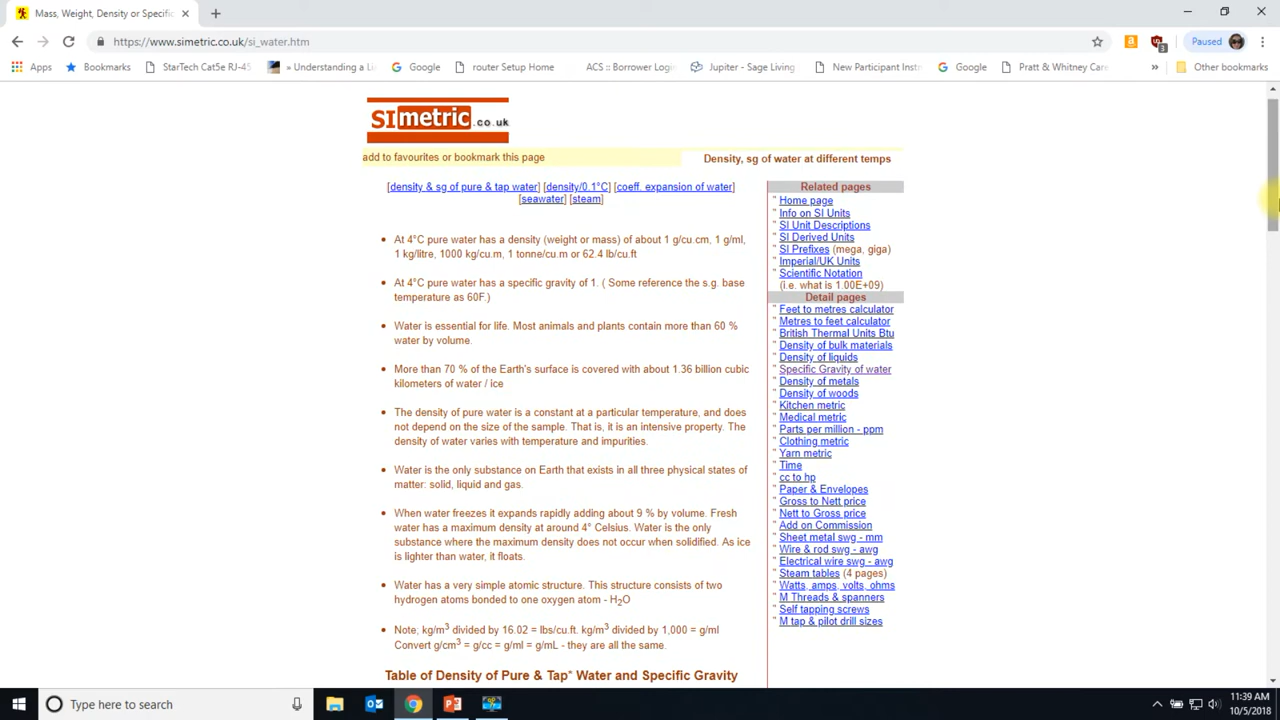 Mass, Weight, Density or Specific
https://www.simetric.co.uk/si_water.htm
Paused
3
Apps
Bookmarks
StarTech Cat5e RJ-45
» Understanding a Li
Google
router Setup Home
ACS :: Borrower Login
Jupiter - Sage Living
New Participant Instr
Google
Pratt & Whitney Care
»
Other bookmarks
SImetric.co.uk
add to favourites or bookmark this page
Density, sg of water at different temps
[density & sg of pure & tap water] [density/0.1°C] [coeff. expansion of water]
[seawater] [steam]
At 4°C pure water has a density (weight or mass) of about 1 g/cu.cm, 1 g/ml,
1 kg/litre, 1000 kg/cu.m, 1 tonne/cu.m or 62.4 lb/cu.ft
At 4°C pure water has a specific gravity of 1. ( Some reference the s.g. base
temperature as 60F.)
Water is essential for life. Most animals and plants contain more than 60 %
water by volume.
More than 70 % of the Earth's surface is covered with about 1.36 billion cubic
kilometers of water / ice
The density of pure water is a constant at a particular temperature, and does
not depend on the size of the sample. That is, it is an intensive property. The
density of water varies with temperature and impurities.
Water is the only substance on Earth that exists in all three physical states of
matter: solid, liquid and gas.
When water freezes it expands rapidly adding about 9 % by volume. Fresh
water has a maximum density at around 4° Celsius. Water is the only
substance where the maximum density does not occur when solidified. As ice
is lighter than water, it floats.
Water has a very simple atomic structure. This structure consists of two
hydrogen atoms bonded to one oxygen atom - H2O
Note; kg/m3 divided by 16.02 = lbs/cu.ft. kg/m3 divided by 1,000 = g/ml
Convert g/cm3 = g/cc = g/ml = g/mL - they are all the same.
Table of Density of Pure & Tap* Water and Specific Gravity
Related pages
" Home page
" Info on SI Units
" SI Unit Descriptions
" SI Derived Units
" SI Prefixes (mega, giga)
" Imperial/UK Units
" Scientific Notation
(i.e. what is 1.00E+09)
Detail pages
" Feet to metres calculator
" Metres to feet calculator
" British Thermal Units Btu
" Density of bulk materials
" Density of liquids
" Specific Gravity of water
" Density of metals
" Density of woods
" Kitchen metric
" Medical metric
" Parts per million - ppm
" Clothing metric
" Yarn metric
" Time
" cc to hp
" Paper & Envelopes
" Gross to Nett price
" Nett to Gross price
" Add on Commission
" Sheet metal swg - mm
" Wire & rod swg - awg
" Electrical wire swg - awg
" Steam tables (4 pages)
" Watts, amps, volts, ohms
" M Threads & spanners
" Self tapping screws
" M tap & pilot drill sizes
Type here to search
11:39 AM
10/5/2018